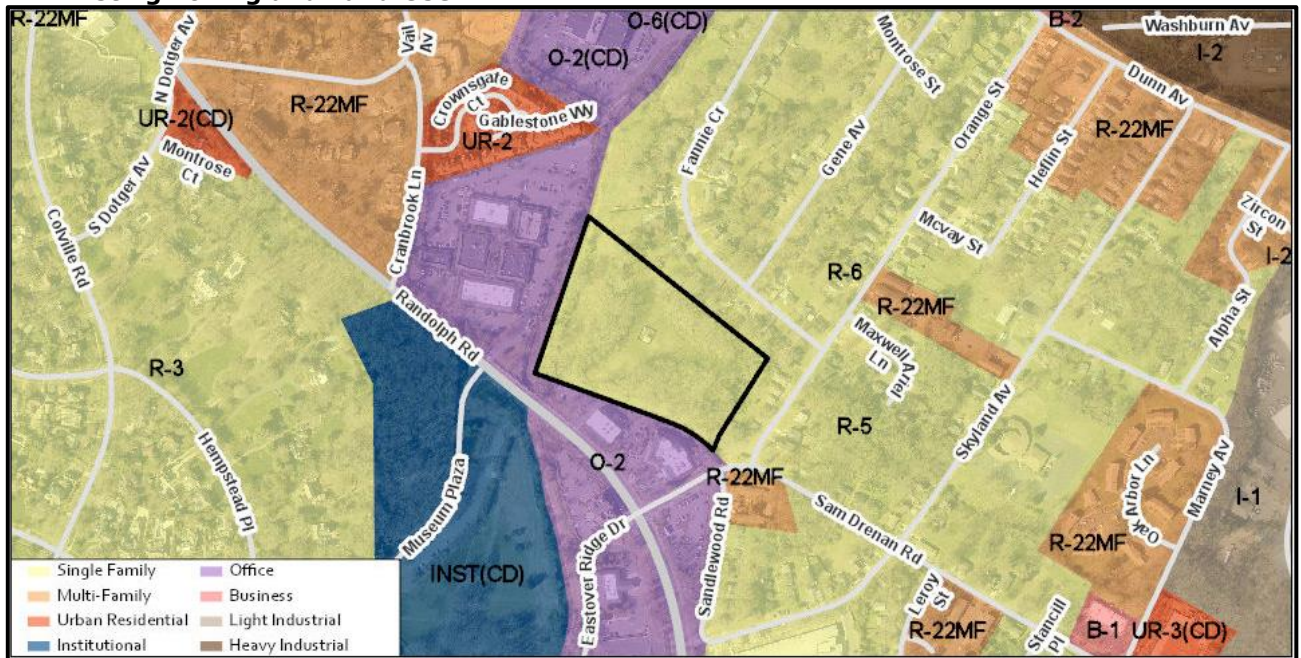 R-22MF
N Dotger Av
Vail Av
O-6(CD)
O-2(CD)
Montrose St
B-2
Washburn Av
I-2
Crownsgate Ct
Gablestone Wy
R-22MF
Orange St
Dunn Av
UR-2(CD)
UR-2
Fannie Cr
Gene Av
Heflin St
R-22MF
Montrose Ct
S Dotger Av
Colville Rd
Cranbrook Ln
Mcvay St
Zircon St
I-2
R-6
R-22MF
Alpha St
Randolph Rd
Maxwell Ariel Ln
R-3
R-5
Skyland Av
Hempstead Pl
O-2
R-22MF
Museum Plaza
Eastover Ridge Dr
Sandlewood Rd
Sam Drenan Rd
Oak Arbor Ln
Marney Av
I-1
R-22MF
INST(CD)
Leroy St
R-22MF
Stancill Pl
B-1
UR-3(CD)
Single Family
Office
Multi-Family
Business
Urban Residential
Light Industrial
Institutional
Heavy Industrial